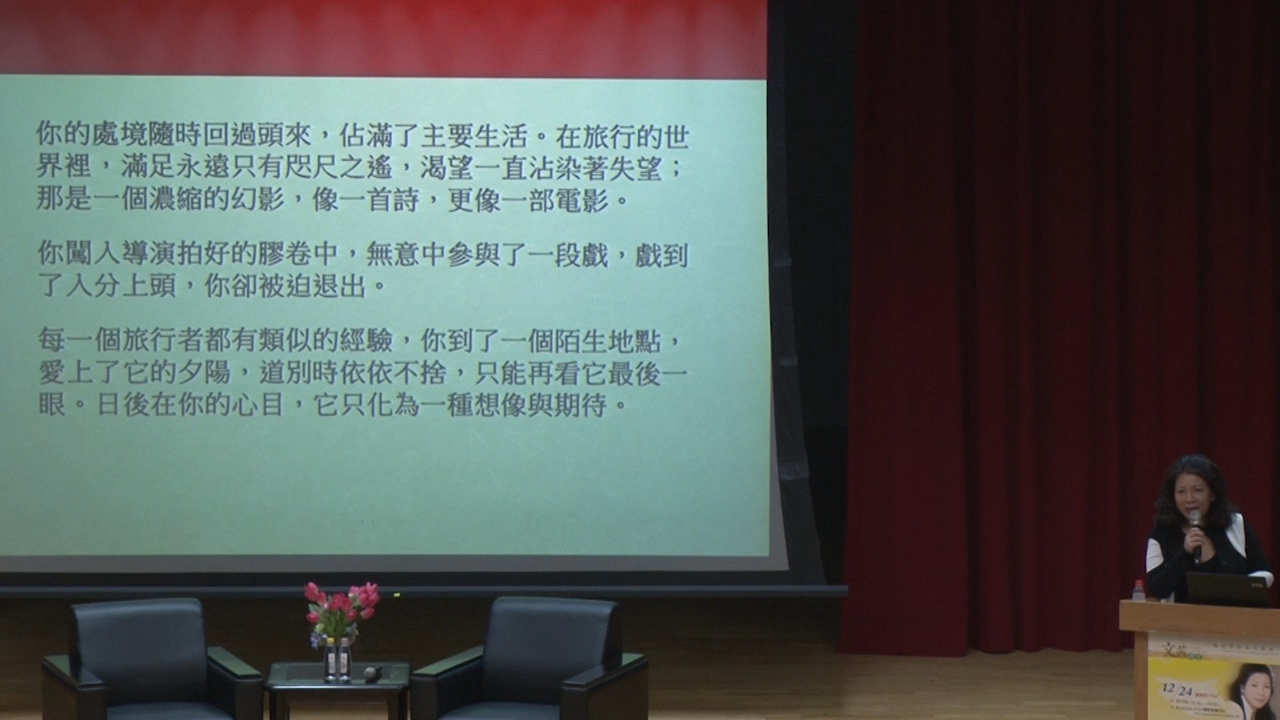 你的處境隨時回過頭來，佔滿了主要生活。在旅行的世
界裡，滿足永遠只有咫尺之遙，渴望一直沾染著失望；
那是一個濃縮的幻影，像一首詩，更像一部電影。
你闖入導演拍好的膠卷中，無意中參與了一段戲，戲到
了入分上頭，你卻被迫退出。
每一個旅行者都有類似的經驗，你到了一個陌生地點，
愛上了它的夕陽，道別時依依不捨，只能再看它最後一
眼。日後在你的心目，它只化為一種想像與期待。
12/24